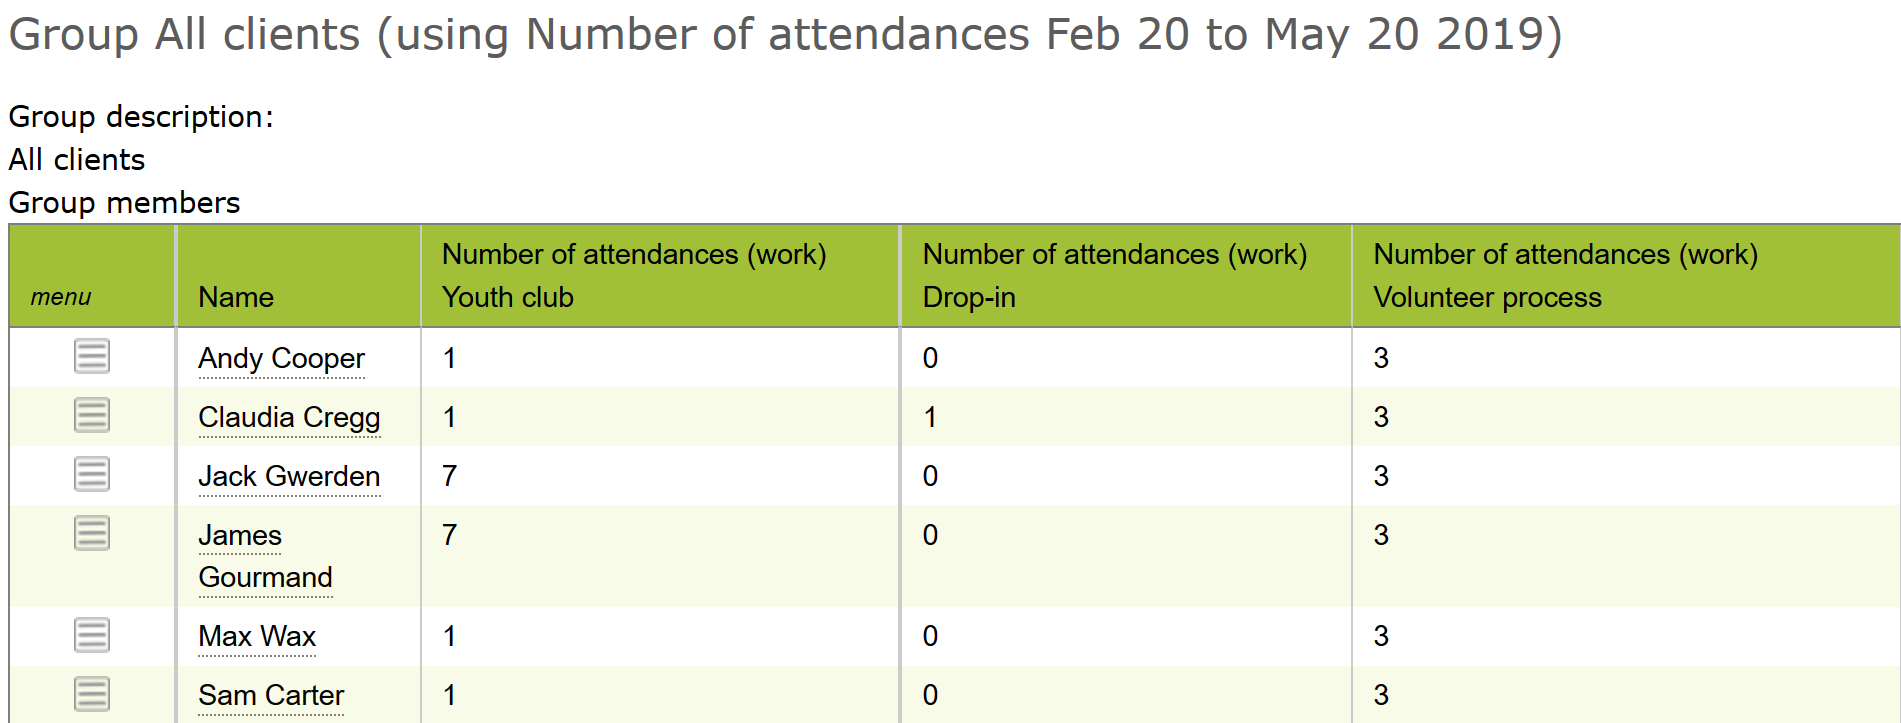 Group All clients (using Number of attendances Feb 20 to May 20 2019)
Group description:
All clients
Group members
menu Name Number of attendances (work) Youth club Number of attendances (work) Drop-in Number of attendances (work) Volunteer process
Andy Cooper 1 0 3
Claudia Cregg 1 1 3
Jack Gwerden 7 0 3
James Gourmand 7 0 3
Max Wax 1 0 3
Sam Carter 1 0 3